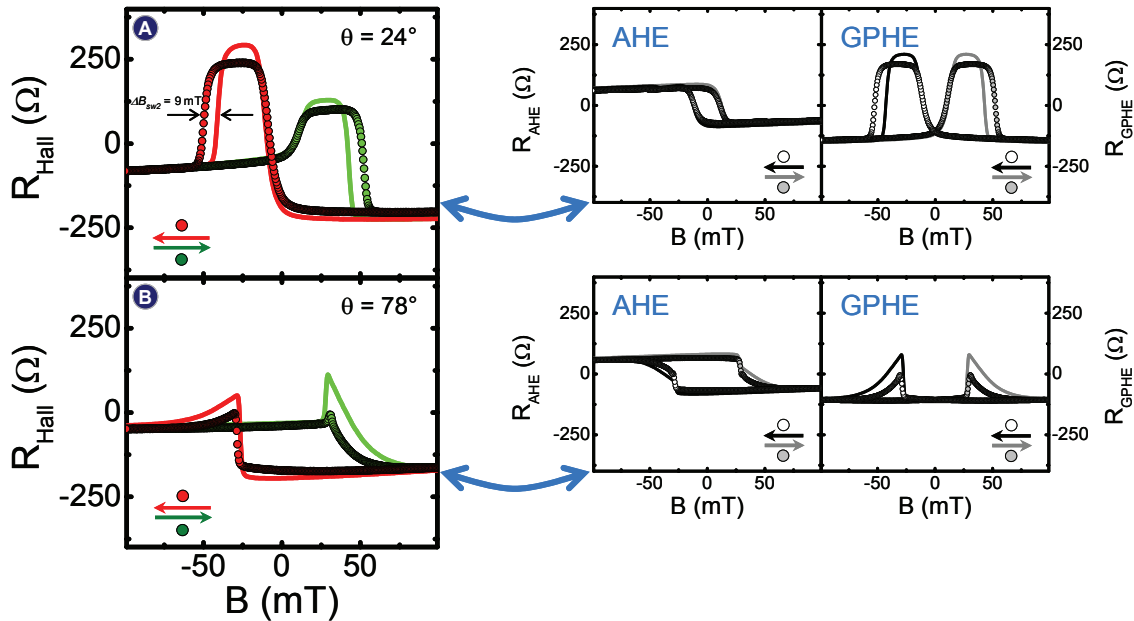 A
θ = 24°
ΔB_sw2 = 9 mT
R_Hall (Ω)
250
0
-250
B
θ = 78°
R_Hall (Ω)
250
0
-250
-50 0 50
B (mT)
AHE
GPHE
R_AHE (Ω)
250
0
-250
250
0
-250
R_GPHE (Ω)
-50 0 50
-50 0 50
B (mT)
B (mT)
AHE
GPHE
R_AHE (Ω)
250
0
-250
250
0
-250
R_GPHE (Ω)
-50 0 50
-50 0 50
B (mT)
B (mT)